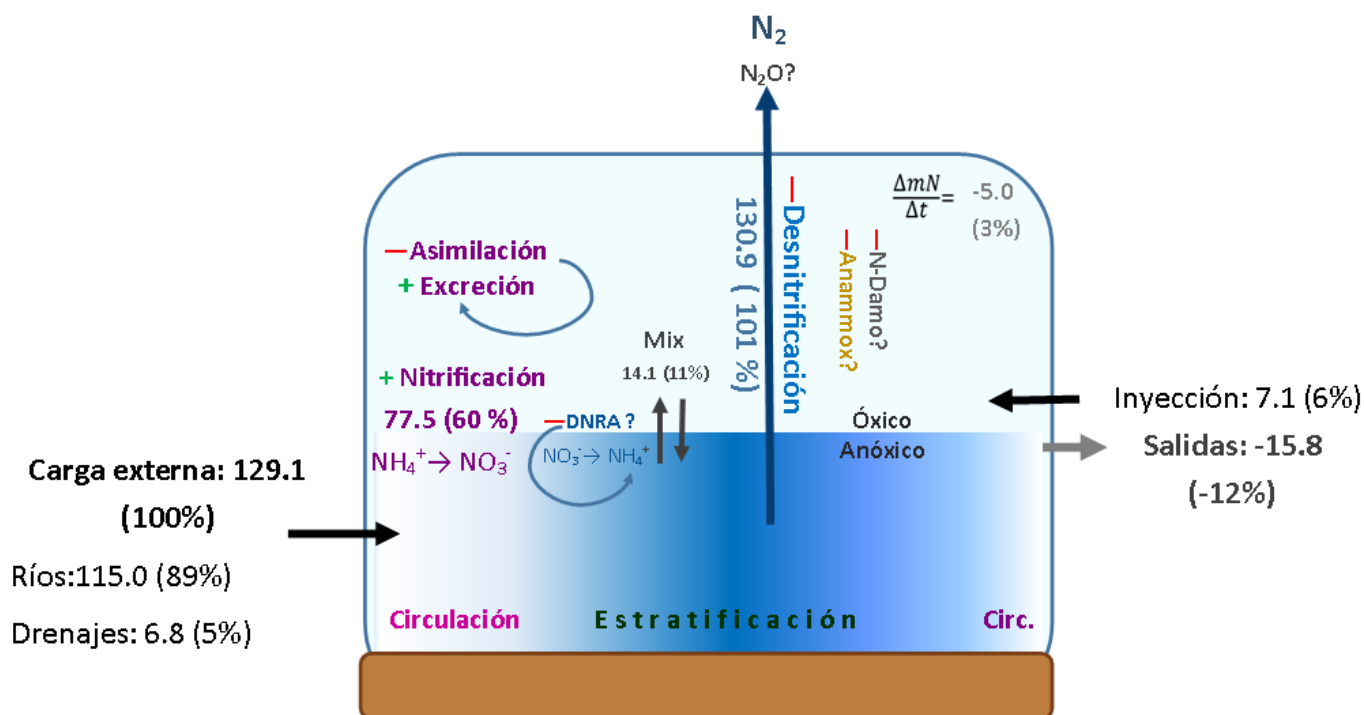 N₂
N₂O?
ΔmN/Δt= -5.0
(3%)
—Desnitrificación
130.9 ( 101 %)
—N-Damo?
—Anammox?
—Asimilación
+ Excreción
Mix
14.1 (11%)
+ Nitrificación
77.5 (60 %)
NH₄⁺→ NO₃⁻
—DNRA ?
NO₃⁻→ NH₄⁺
Óxico
Anóxico
Inyección: 7.1 (6%)
Salidas: -15.8
(-12%)
Carga externa: 129.1
(100%)
Ríos:115.0 (89%)
Drenajes: 6.8 (5%)
Circulación
Estratificación
Circ.